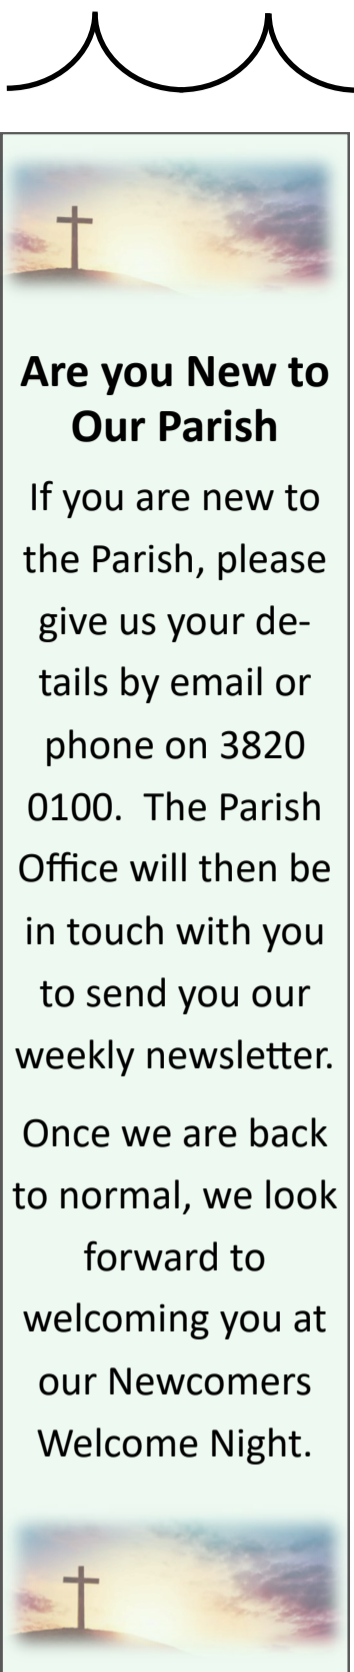 Are you New to
Our Parish
If you are new to
the Parish, please
give us your de-
tails by email or
phone on 3820
0100.  The Parish
Office will then be
in touch with you
to send you our
weekly newsletter.
Once we are back
to normal, we look
forward to
welcoming you at
our Newcomers
Welcome Night.